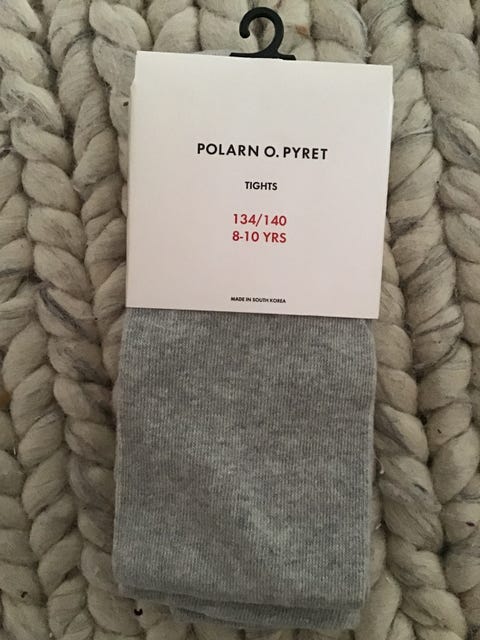 POLARN O. PYRET
TIGHTS
134/140
8-10 YRS
MADE IN SOUTH KOREA